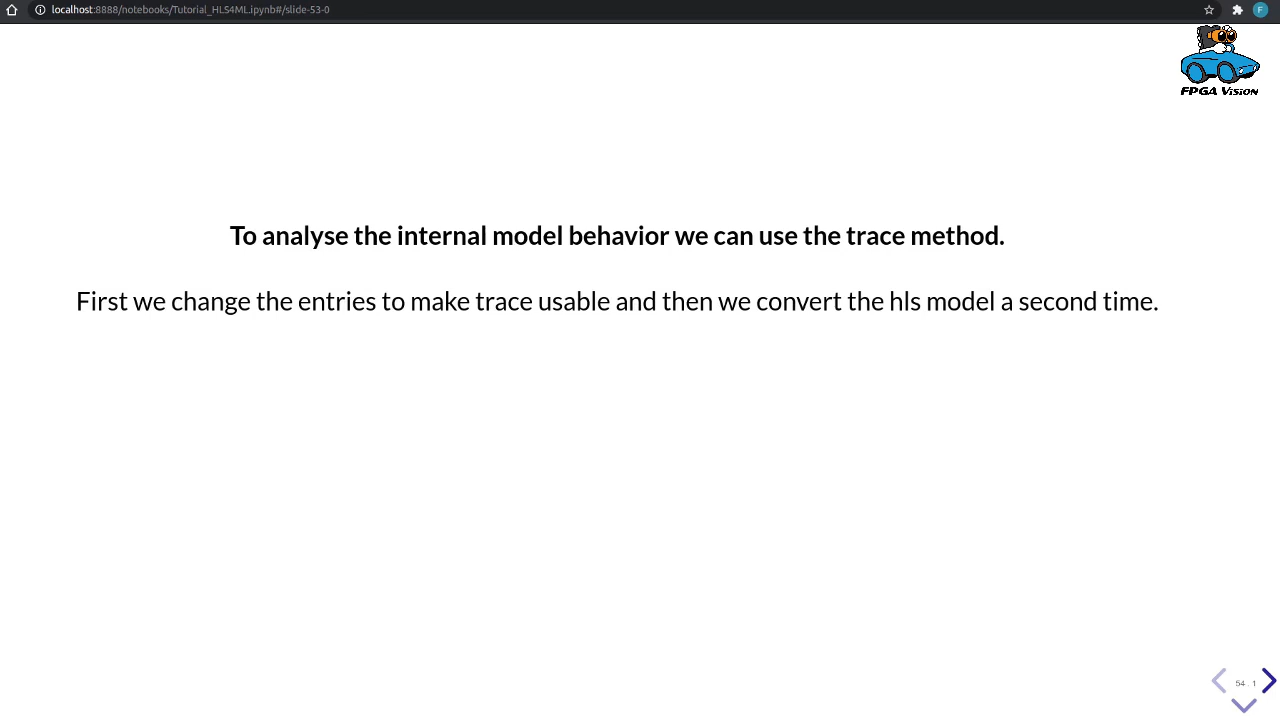 localhost:8888/notebooks/Tutorial_HLS4ML.ipynb#/slide-53-0
F
FPGA Vision
To analyse the internal model behavior we can use the trace method.
First we change the entries to make trace usable and then we convert the hls model a second time.
54 . 1